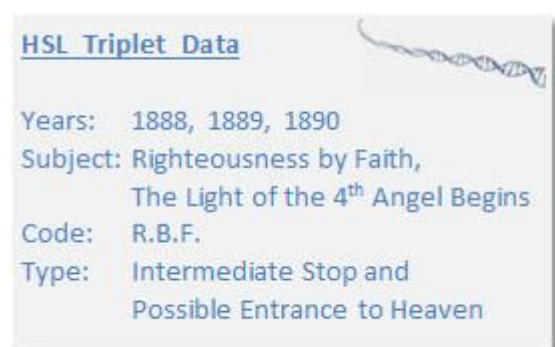 HSL Triplet Data
Years: 1888, 1889, 1890
Subject: Righteousness by Faith,
The Light of the 4th Angel Begins
Code: R.B.F.
Type: Intermediate Stop and
Possible Entrance to Heaven